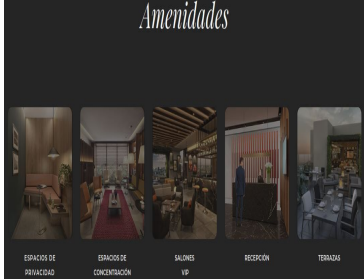 Amenidades
ESPACIOS DE
PRIVACIDAD
ESPACIOS DE
CONCENTRACIÓN
SALONES
VIP
RECEPCIÓN
TERRAZAS